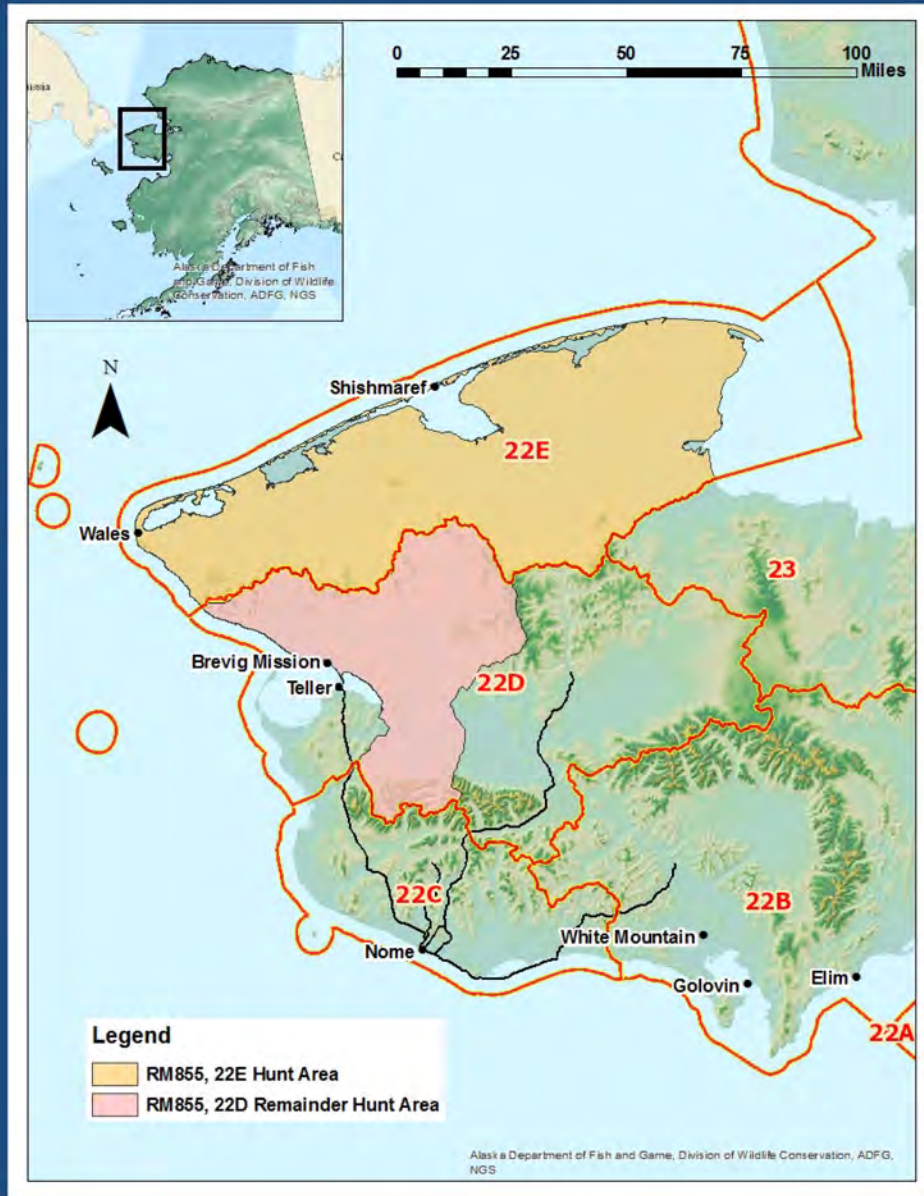 Alaska Department of Fish
and Game, Division of Wildlife
Conservation, ADFG, NGS
0 25 50 75 100
Miles
N
Shishmaref
22E
Wales
23
Brevig Mission
22D
Teller
22C
22B
White Mountain
Nome
Golovin
Elim
22A
Legend
RM855, 22E Hunt Area
RM855, 22D Remainder Hunt Area
Alaska Department of Fish and Game, Division of Wildlife Conservation, ADFG,
NGS